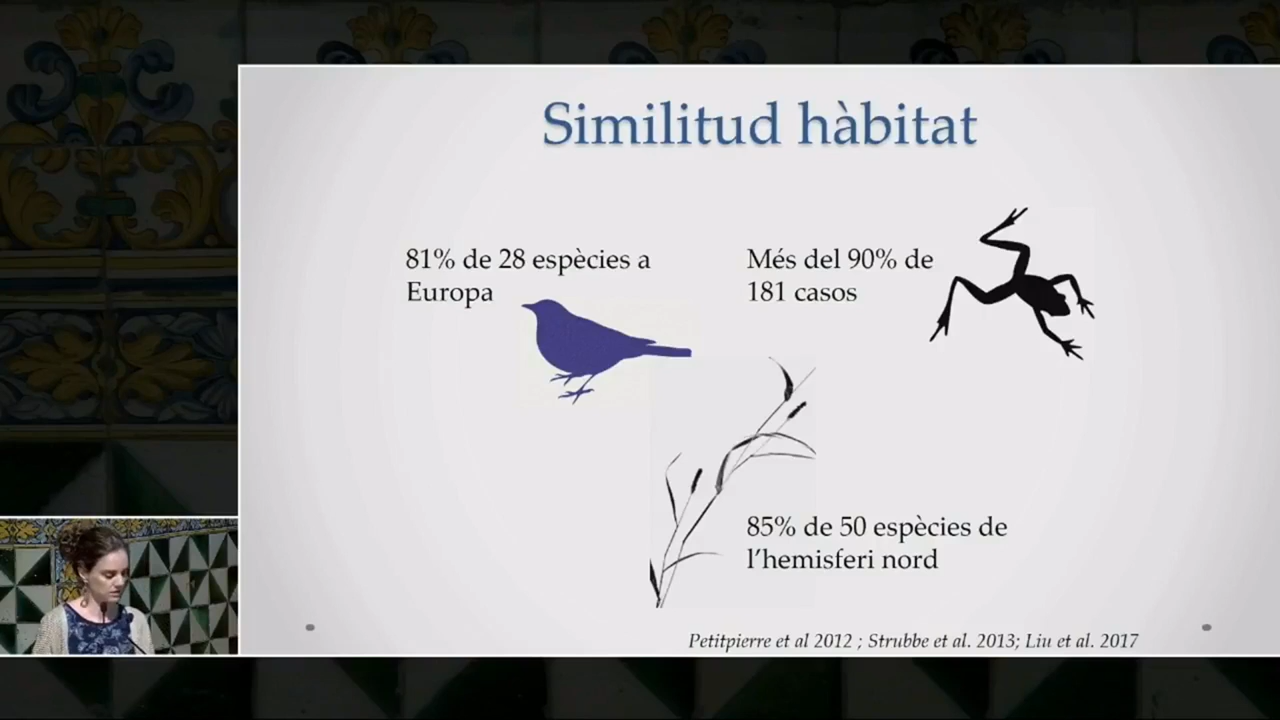 Similitud hàbitat
81% de 28 espècies a
Europa
Més del 90% de
181 casos
85% de 50 espècies de
l'hemisferi nord
Petitpierre et al 2012 ; Strubbe et al. 2013; Liu et al. 2017